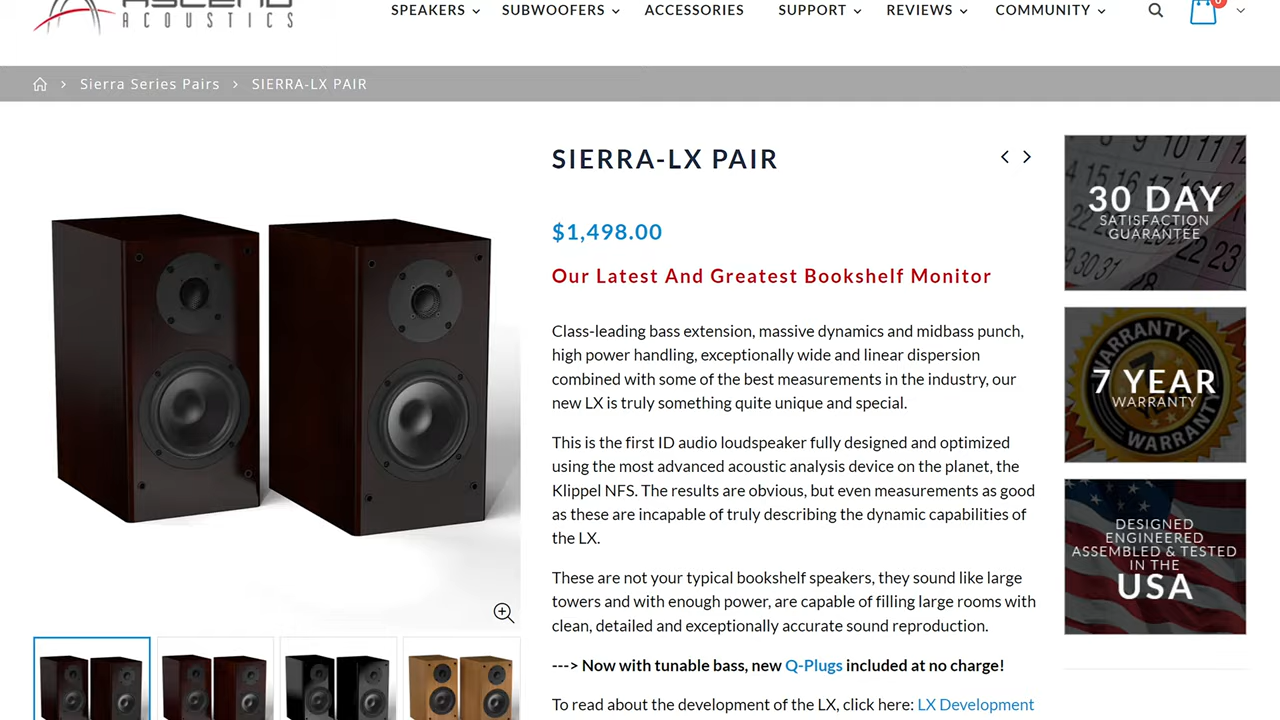 ASCEND
ACOUSTICS
SPEAKERS
SUBWOOFERS
ACCESSORIES
SUPPORT
REVIEWS
COMMUNITY
Sierra Series Pairs
SIERRA-LX PAIR
SIERRA-LX PAIR
$1,498.00
Our Latest And Greatest Bookshelf Monitor
Class-leading bass extension, massive dynamics and midbass punch,
high power handling, exceptionally wide and linear dispersion
combined with some of the best measurements in the industry, our
new LX is truly something quite unique and special.
This is the first ID audio loudspeaker fully designed and optimized
using the most advanced acoustic analysis device on the planet, the
Klippel NFS. The results are obvious, but even measurements as good
as these are incapable of truly describing the dynamic capabilities of
the LX.
These are not your typical bookshelf speakers, they sound like large
towers and with enough power, are capable of filling large rooms with
clean, detailed and exceptionally accurate sound reproduction.
---> Now with tunable bass, new Q-Plugs included at no charge!
To read about the development of the LX, click here: LX Development
30 DAY
SATISFACTION
GUARANTEE
WARRANTY
7 YEAR
WARRANTY
WARRANTY
DESIGNED
ENGINEERED
ASSEMBLED & TESTED
IN THE
USA